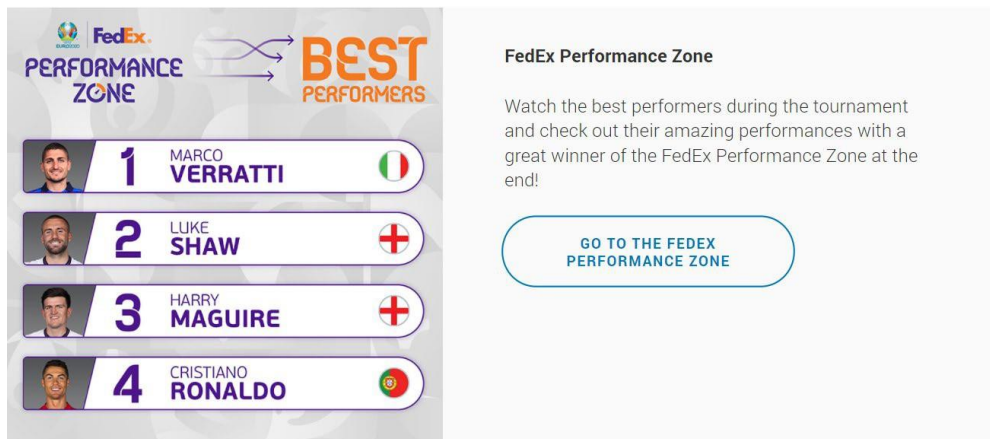 EURO2020 FedEx®
PERFORMANCE
ZONE
BEST
PERFORMERS
1 MARCO
VERRATTI
2 LUKE
SHAW
3 HARRY
MAGUIRE
4 CRISTIANO
RONALDO
FedEx Performance Zone
Watch the best performers during the tournament
and check out their amazing performances with a
great winner of the FedEx Performance Zone at the
end!
GO TO THE FEDEX
PERFORMANCE ZONE